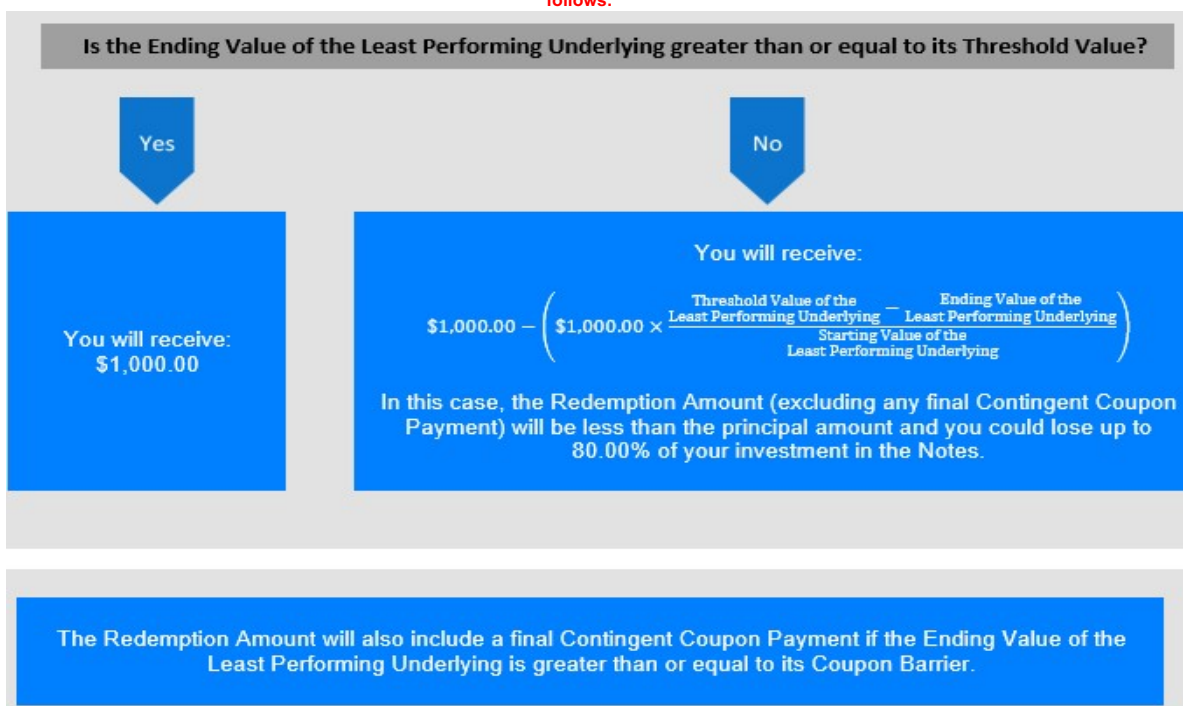 follows:
Is the Ending Value of the Least Performing Underlying greater than or equal to its Threshold Value?
Yes
No
You will receive:
$1,000.00
You will receive:
$1,000.00 − ( $1,000.00 × (Threshold Value of the Least Performing Underlying − Ending Value of the Least Performing Underlying) / Starting Value of the Least Performing Underlying )
In this case, the Redemption Amount (excluding any final Contingent Coupon
Payment) will be less than the principal amount and you could lose up to
80.00% of your investment in the Notes.
The Redemption Amount will also include a final Contingent Coupon Payment if the Ending Value of the
Least Performing Underlying is greater than or equal to its Coupon Barrier.